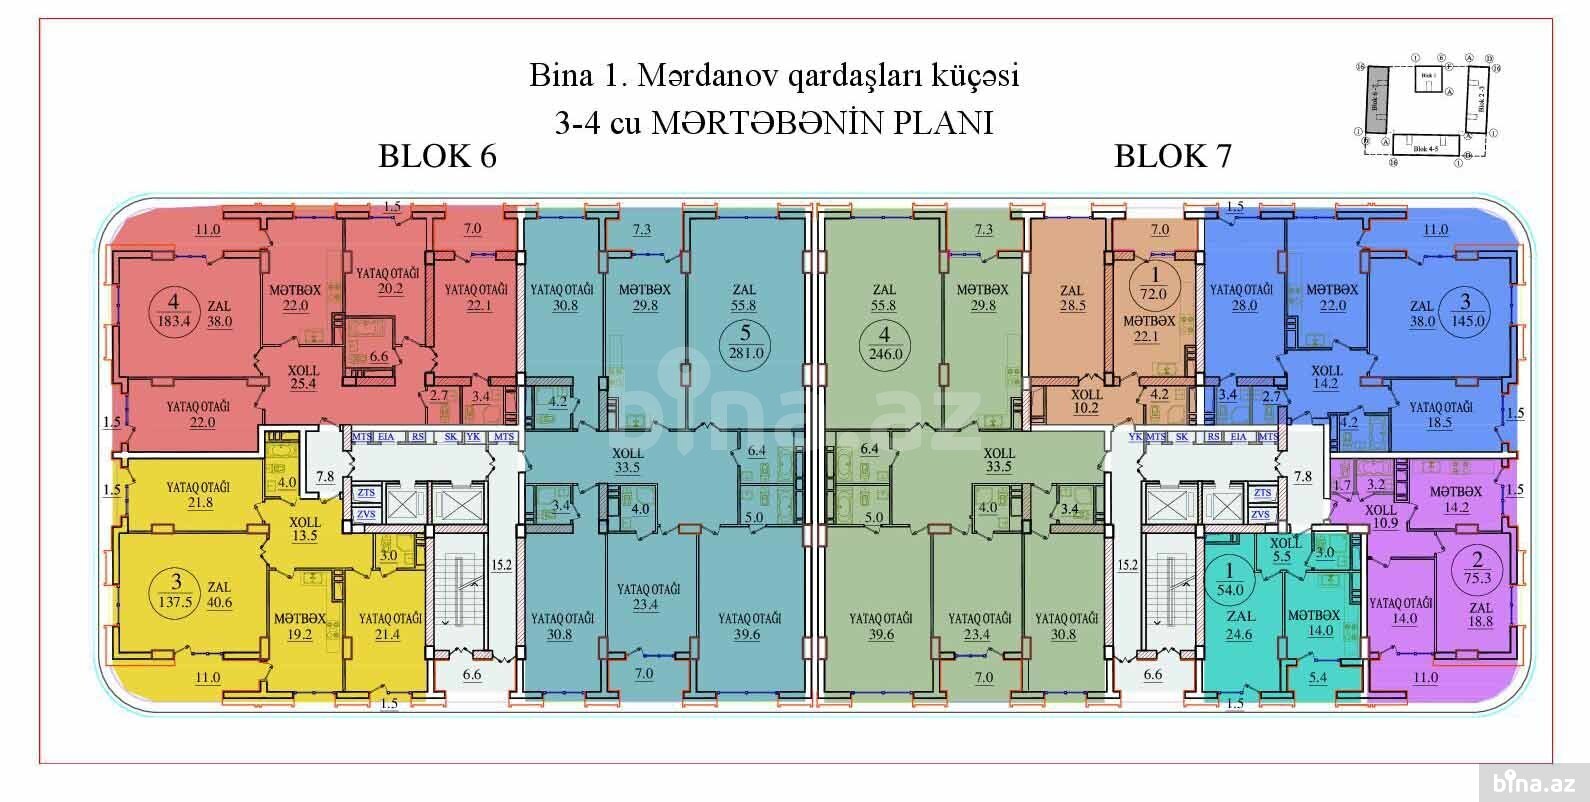 Bina 1. Mərdanov qardaşları küçəsi
3-4 cu MƏRTƏBƏNİN PLANI
BLOK 6
BLOK 7
16
1
6
F
A
D
16
Blok 1
A
Blok 6-7
Blok 2-3
1
D
A
Blok 4-5
A
1
16
1
D
11.0
1.5
7.0
4
183.4
ZAL
38.0
MƏTBƏX
22.0
YATAQ OTAĞI
20.2
YATAQ OTAĞI
22.1
6.6
XOLL
25.4
2.7
3.4
YATAQ OTAĞI
22.0
1.5
YATAQ OTAĞI
30.8
7.3
MƏTBƏX
29.8
ZAL
55.8
5
281.0
4.2
XOLL
33.5
6.4
3.4
4.0
5.0
YATAQ OTAĞI
30.8
YATAQ OTAĞI
23.4
YATAQ OTAĞI
39.6
7.0
ZAL
55.8
4
246.0
7.3
MƏTBƏX
29.8
6.4
XOLL
33.5
5.0
4.0
3.4
YATAQ OTAĞI
39.6
YATAQ OTAĞI
23.4
YATAQ OTAĞI
30.8
7.0
ZAL
28.5
7.0
1
72.0
MƏTBƏX
22.1
XOLL
10.2
4.2
1.5
11.0
YATAQ OTAĞI
28.0
MƏTBƏX
22.0
ZAL
38.0
3
145.0
XOLL
14.2
3.4
2.7
4.2
YATAQ OTAĞI
18.5
1.5
MTS EIA RS SK YK MTS
YK MTS SK RS EIA MTS
7.8
ZTS
ZVS
15.2
6.6
7.8
ZTS
ZVS
15.2
6.6
1.5
YATAQ OTAĞI
21.8
4.0
XOLL
13.5
3.0
3
137.5
ZAL
40.6
MƏTBƏX
19.2
YATAQ OTAĞI
21.4
11.0
1.5
1
54.0
XOLL
5.5
3.0
ZAL
24.6
MƏTBƏX
14.0
5.4
1.5
1.7
3.2
MƏTBƏX
14.2
1.5
XOLL
10.9
2
75.3
YATAQ OTAĞI
14.0
ZAL
18.8
11.0
bina.az
bina.az